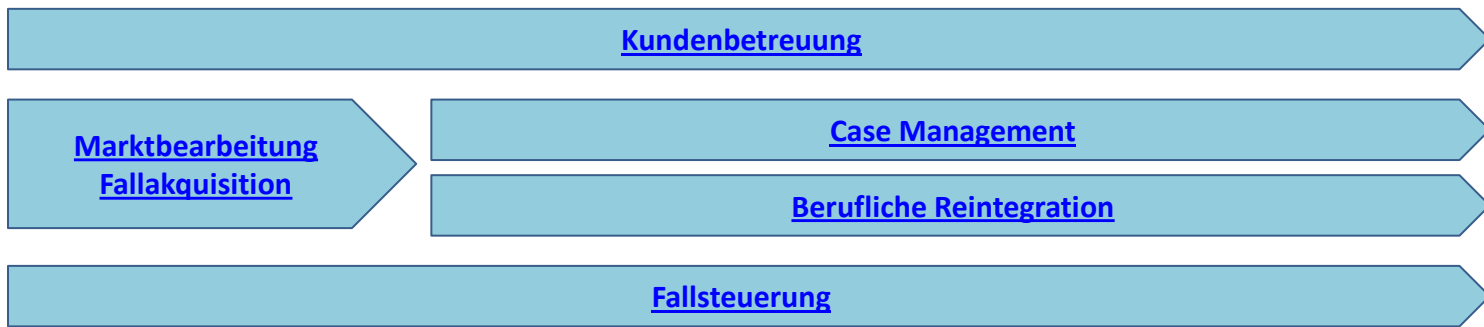 Kundenbetreuung
Case Management
Marktbearbeitung
Fallakquisition
Berufliche Reintegration
Fallsteuerung